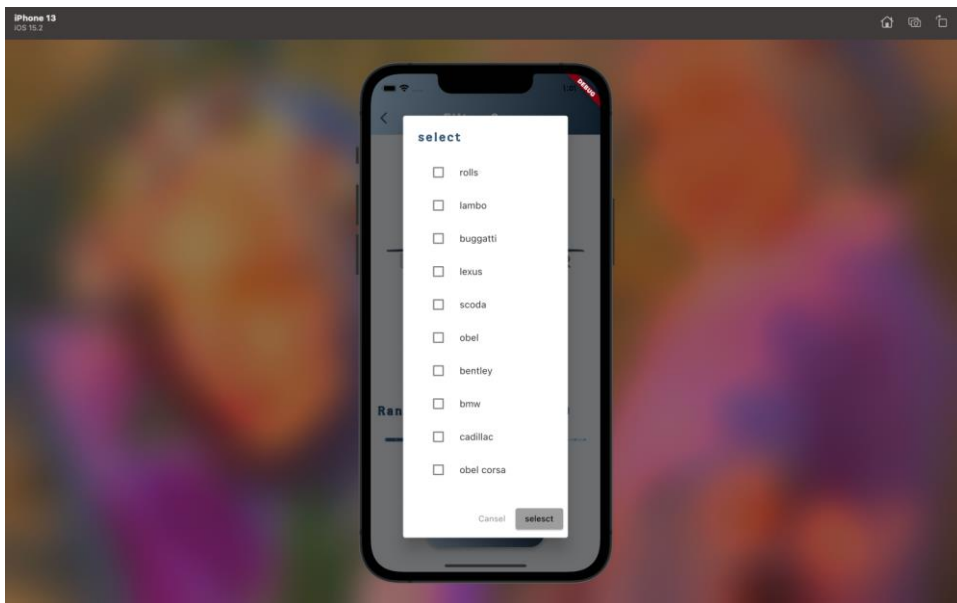 iPhone 13
iOS 15.2
DEBUG
select
rolls
lambo
buggatti
lexus
scoda
obel
bentley
bmw
Ran
cadillac
obel corsa
Cansel selesct